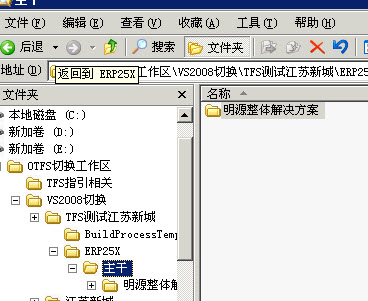 主干
文件(F) 编辑(E) 查看(V) 收藏(A) 工具(T) 帮助(H)
后退 搜索 文件夹
地址(D) 返回到 ERP25X 工作区\VS2008切换\TFS测试江苏新城\ERP25
文件夹 名称
本地磁盘 (C:) 明源整体解决方案
新加卷 (D:)
新加卷 (E:)
0TFS切换工作区
TFS指引相关
VS2008切换
TFS测试江苏新城
BuildProcessTemp
ERP25X
主干
明源整体解
江苏新城